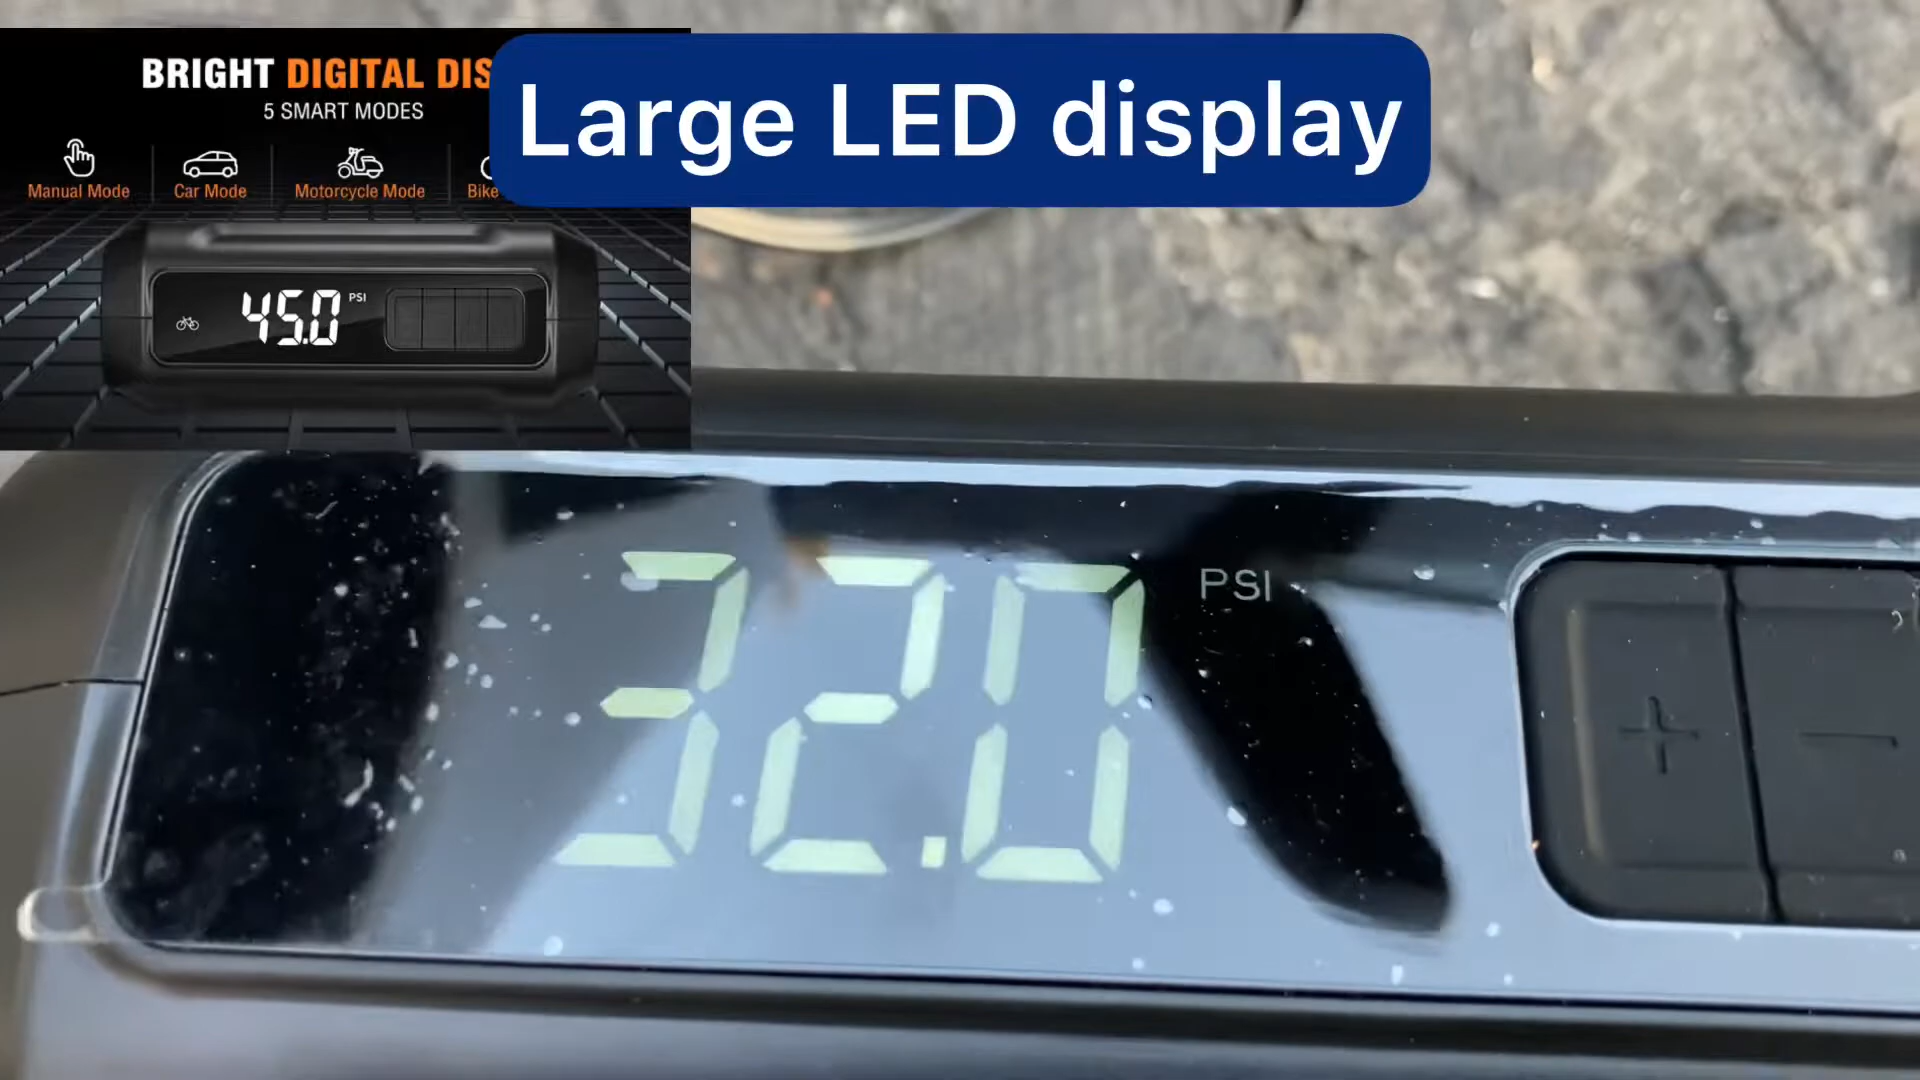 BRIGHT DIGITAL DIS
5 SMART MODES
Large LED display
Manual Mode
Car Mode
Motorcycle Mode
Bike
45.0 PSI
32.0 PSI
+ −